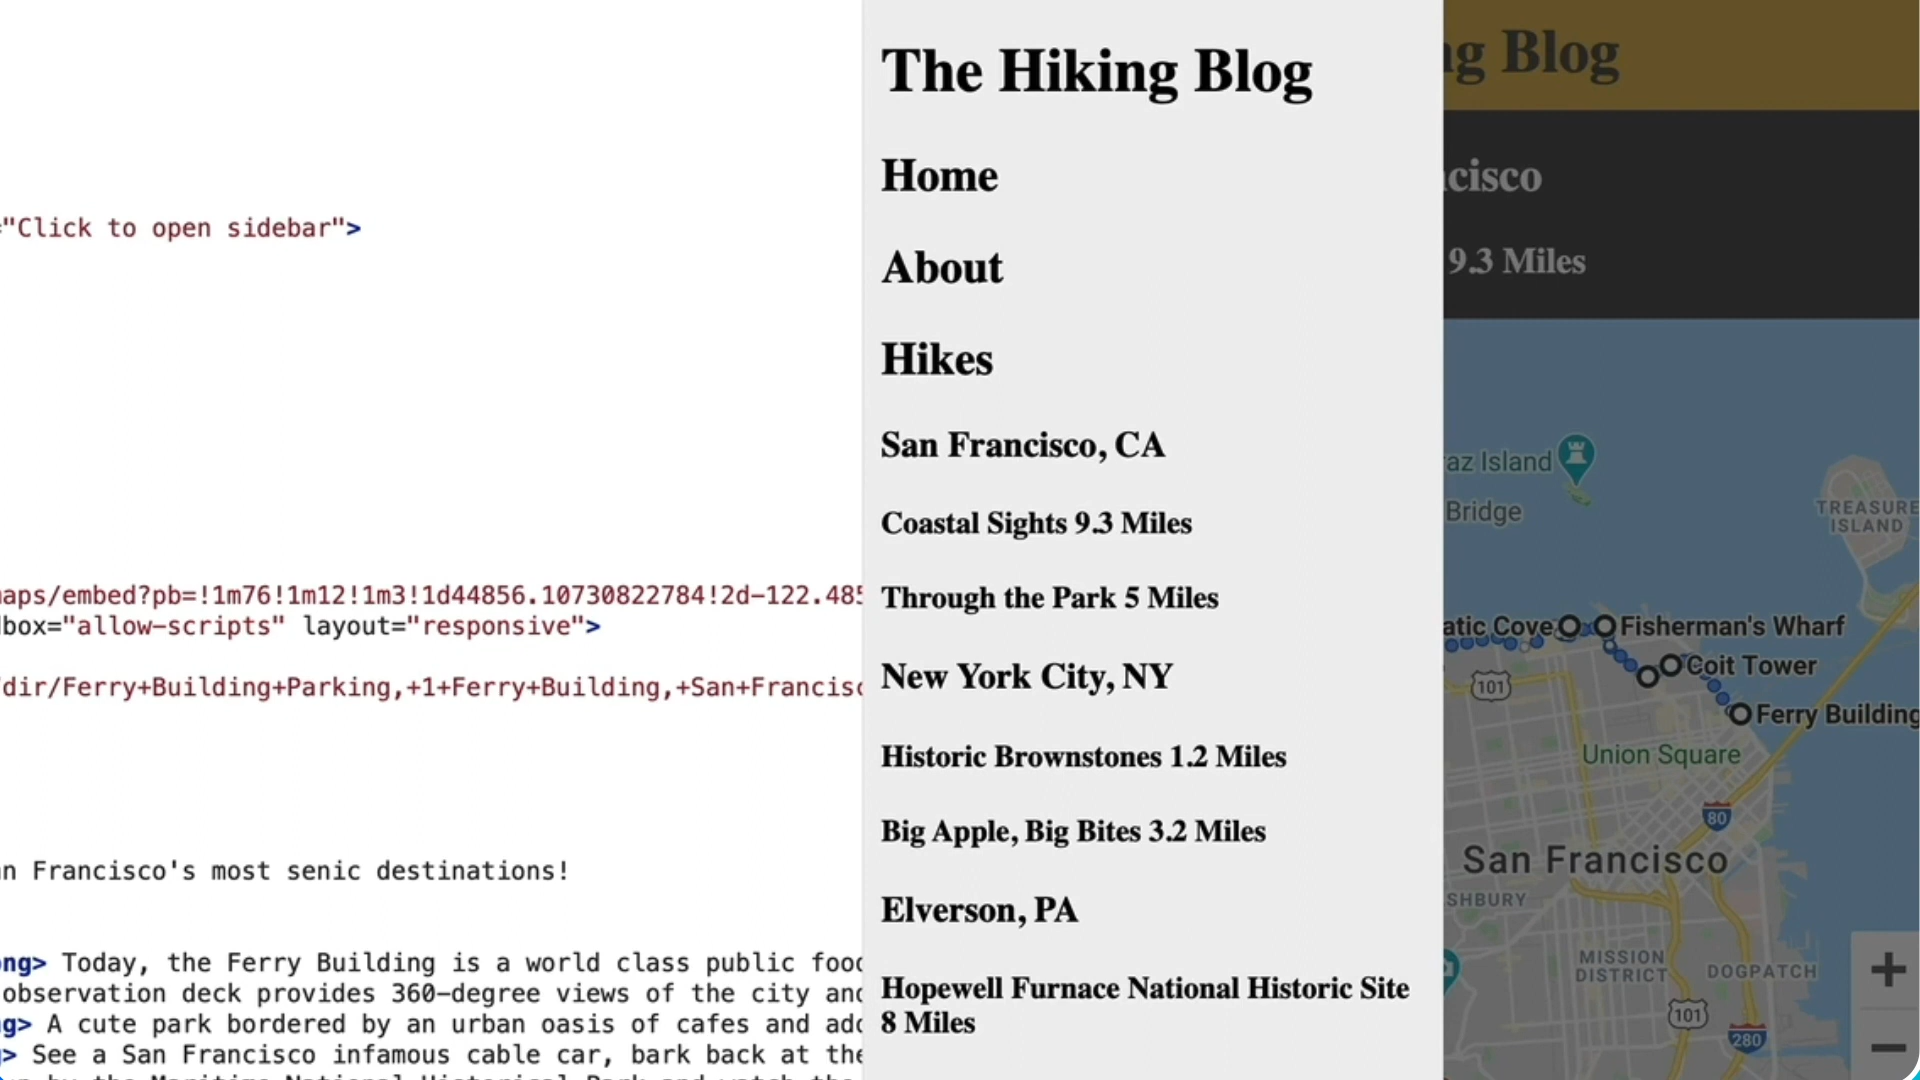 ="Click to open sidebar">
maps/embed?pb=!1m76!1m12!1m3!1d44856.10730822784!2d-122.485
box="allow-scripts" layout="responsive">
dir/Ferry+Building+Parking,+1+Ferry+Building,+San+Francisc
n Francisco's most senic destinations!
ng> Today, the Ferry Building is a world class public food
observation deck provides 360-degree views of the city and
g> A cute park bordered by an urban oasis of cafes and add
> See a San Francisco infamous cable car, bark back at the
The Hiking Blog
Home
About
Hikes
San Francisco, CA
Coastal Sights 9.3 Miles
Through the Park 5 Miles
New York City, NY
Historic Brownstones 1.2 Miles
Big Apple, Big Bites 3.2 Miles
Elverson, PA
Hopewell Furnace National Historic Site
8 Miles
ng Blog
cisco
9.3 Miles
az Island
Bridge
TREASURE
ISLAND
atic Cove
Fisherman's Wharf
Coit Tower
101
Ferry Building
Union Square
80
San Francisco
SHBURY
MISSION
DISTRICT
DOGPATCH
101
280